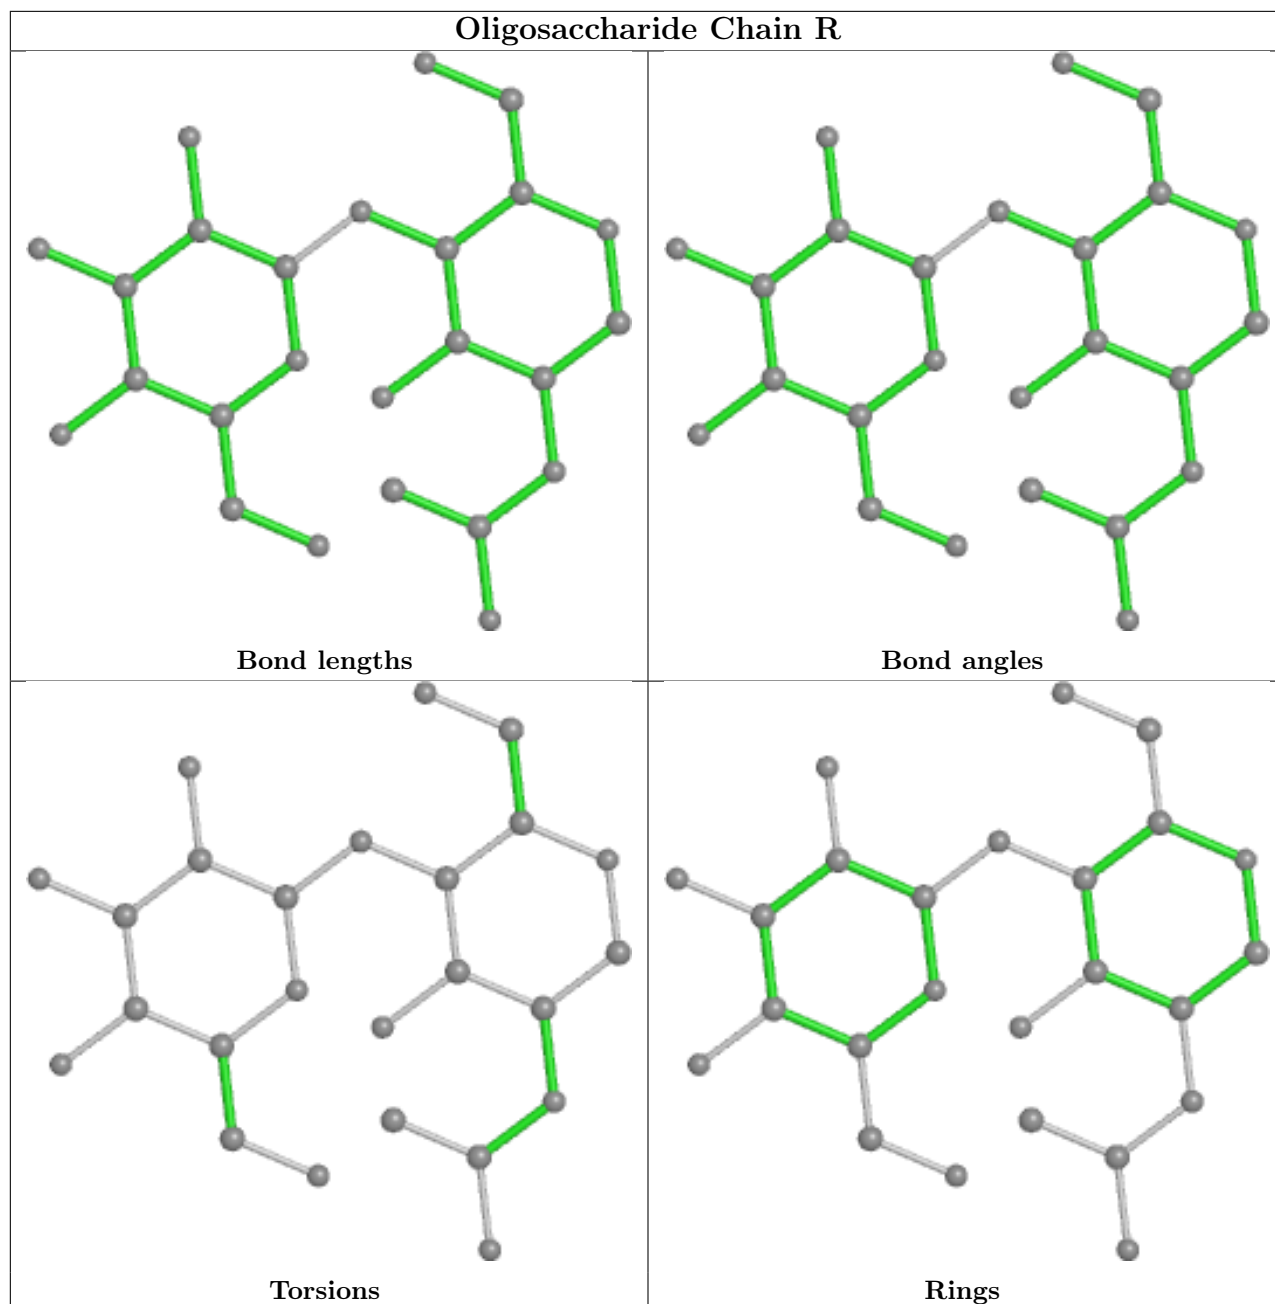 Oligosaccharide Chain R
Bond lengths
Bond angles
Torsions
Rings